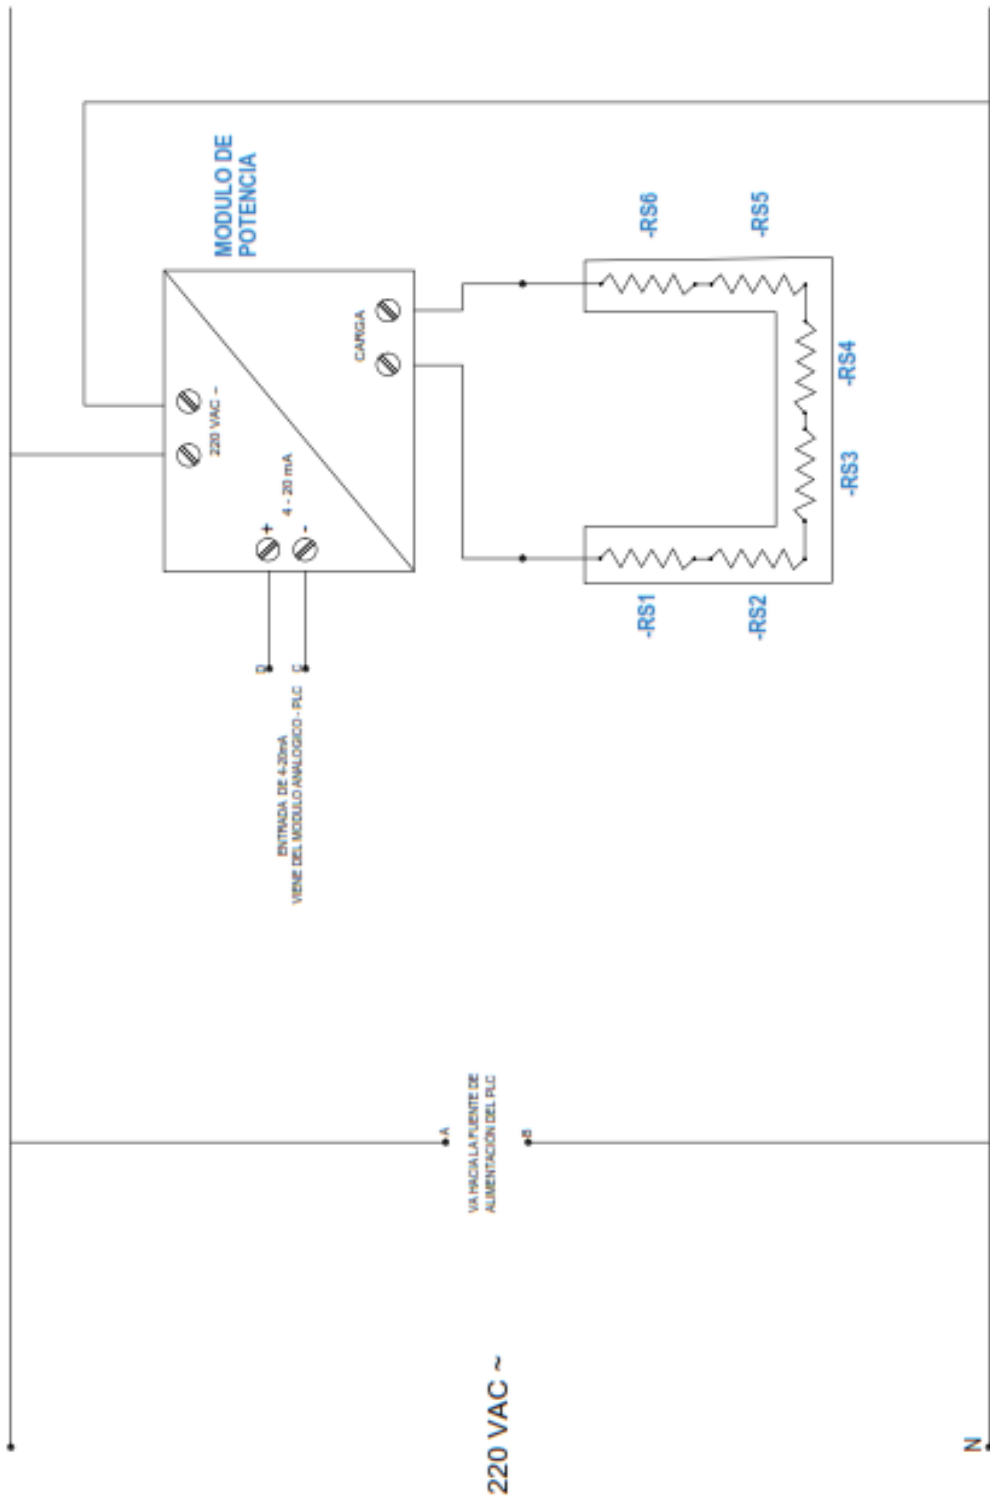 220 VAC ~
N
A
VA HACIA LA FUENTE DE
ALIMENTACIÓN DEL PLC
B
ENTRADA DE 4-20mA
VIENE DEL MODULO ANALOGICO - PLC
D
C
MODULO DE
POTENCIA
220 VAC ~
+
4 - 20 mA
-
CARGA
-RS1
-RS2
-RS3
-RS4
-RS5
-RS6